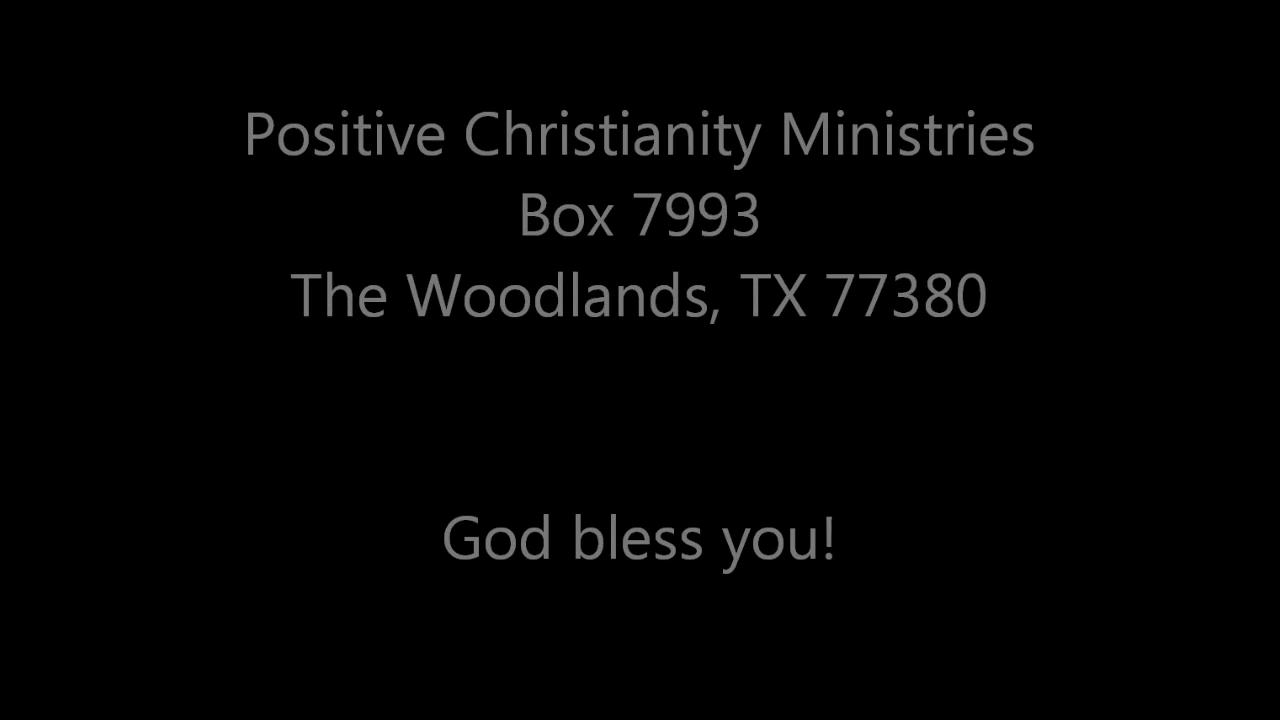 Positive Christianity Ministries
Box 7993
The Woodlands, TX 77380
God bless you!